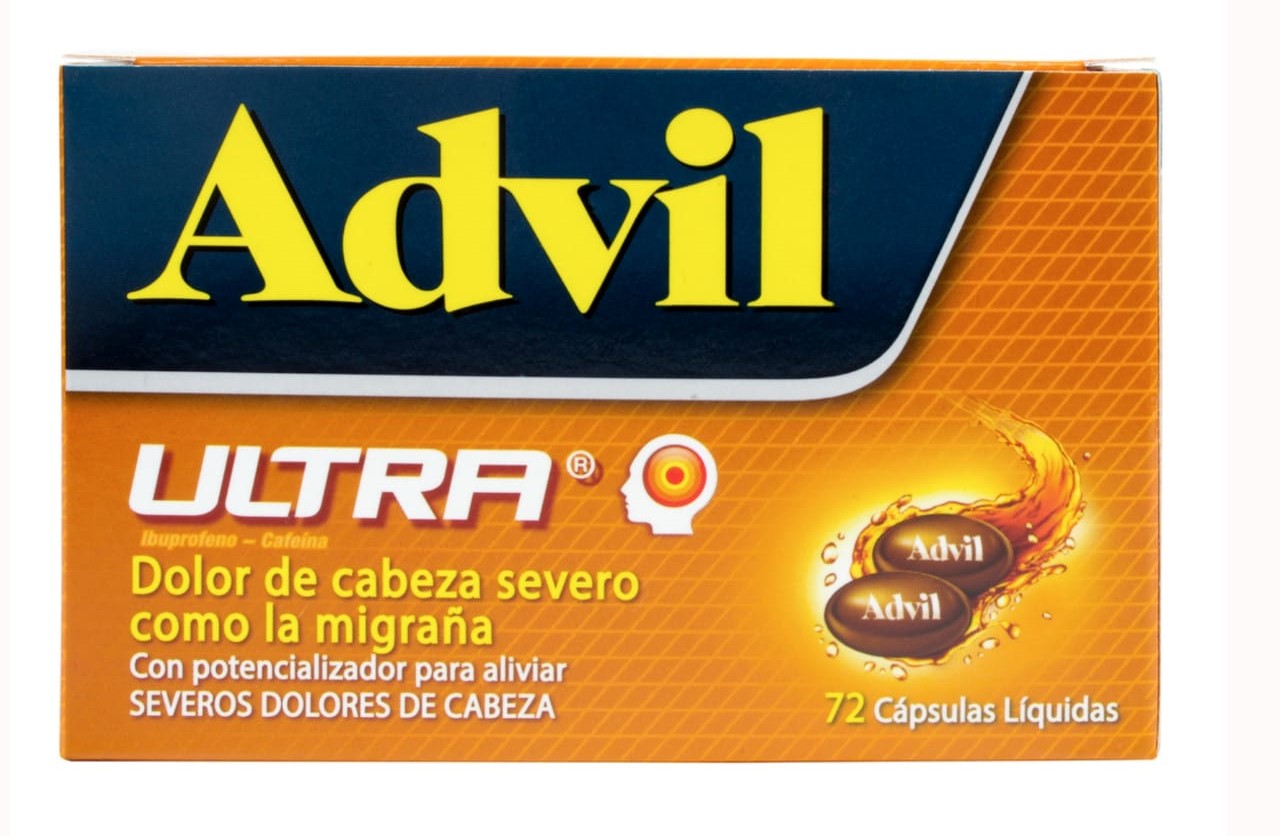 Advil
ULTRA®
Ibuprofeno – Cafeína
Dolor de cabeza severo
como la migraña
Con potencializador para aliviar
SEVEROS DOLORES DE CABEZA
Advil
Advil
72 Cápsulas Líquidas